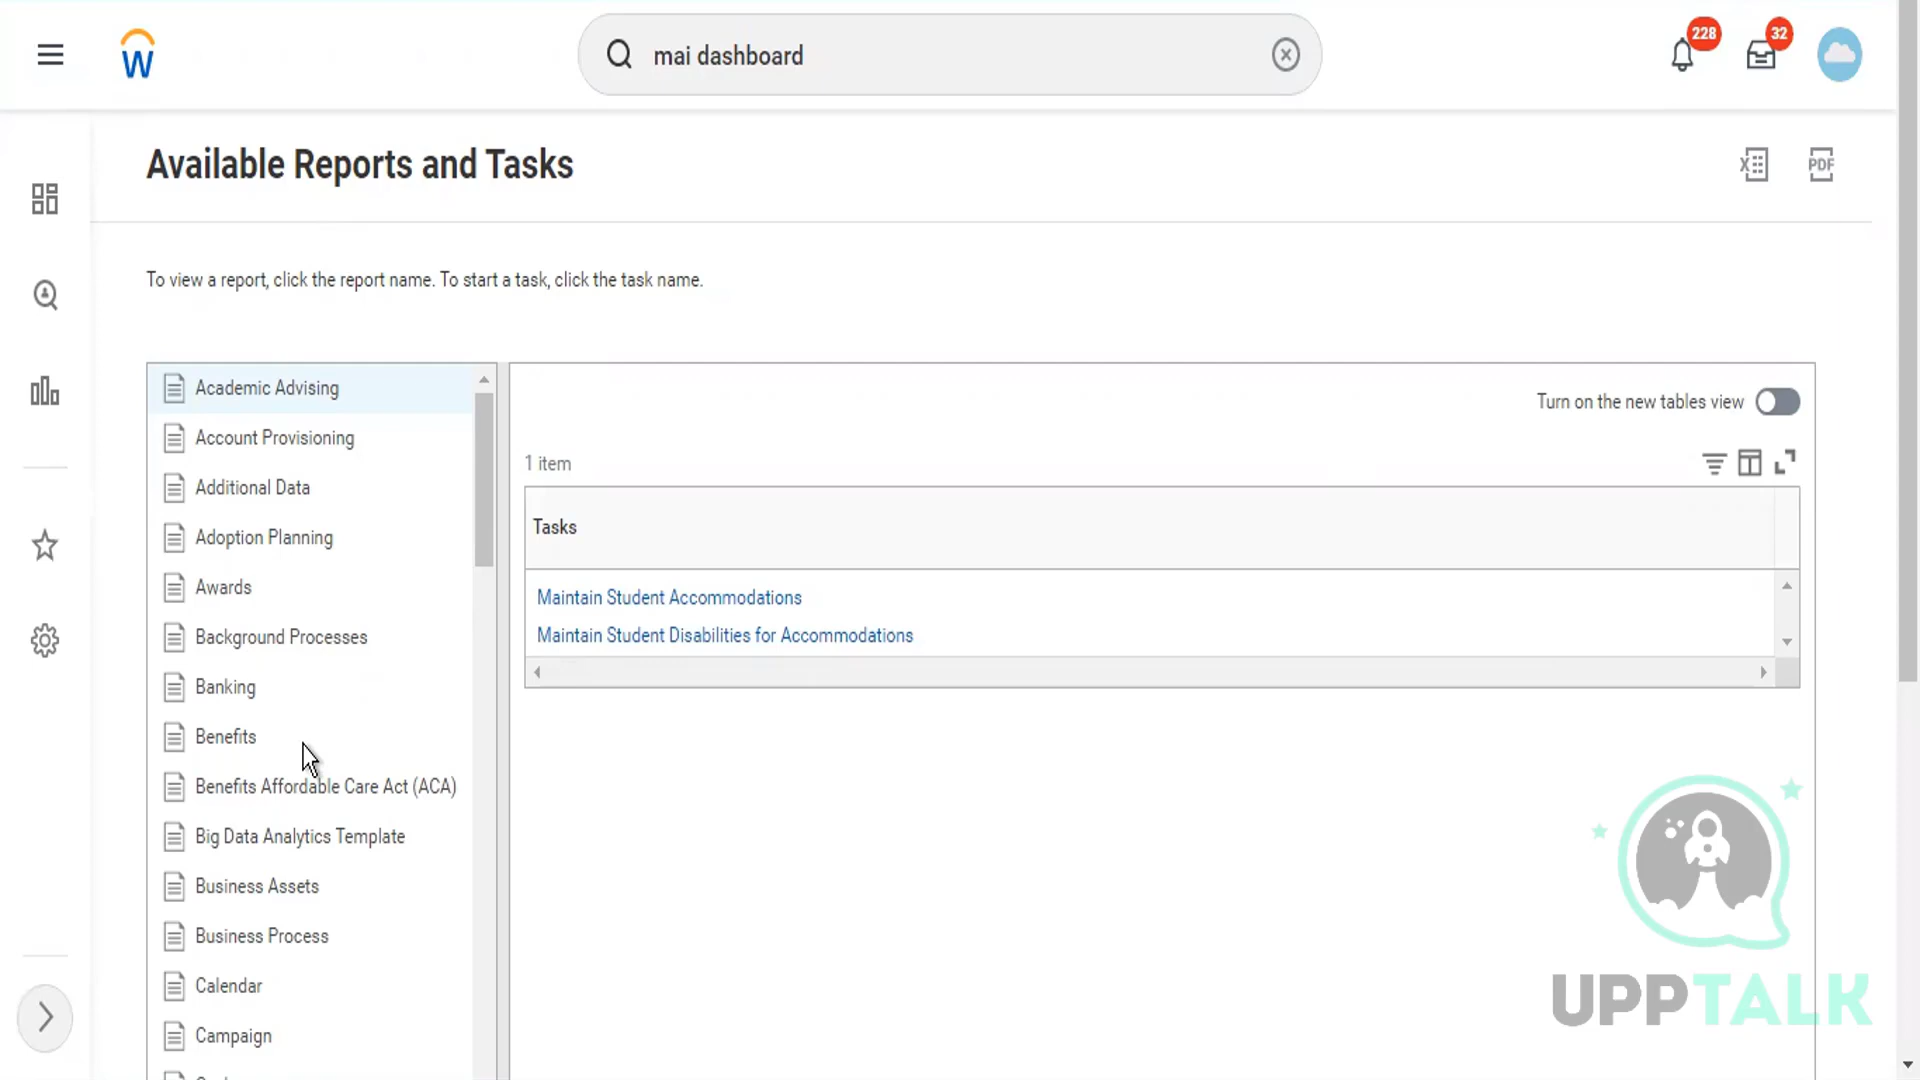 W
mai dashboard
228
32
Available Reports and Tasks
X
PDF
To view a report, click the report name. To start a task, click the task name.
Academic Advising
Account Provisioning
Additional Data
Adoption Planning
Awards
Background Processes
Banking
Benefits
Benefits Affordable Care Act (ACA)
Big Data Analytics Template
Business Assets
Business Process
Calendar
Campaign
Turn on the new tables view
1 item
Tasks
Maintain Student Accommodations
Maintain Student Disabilities for Accommodations
UPPTALK